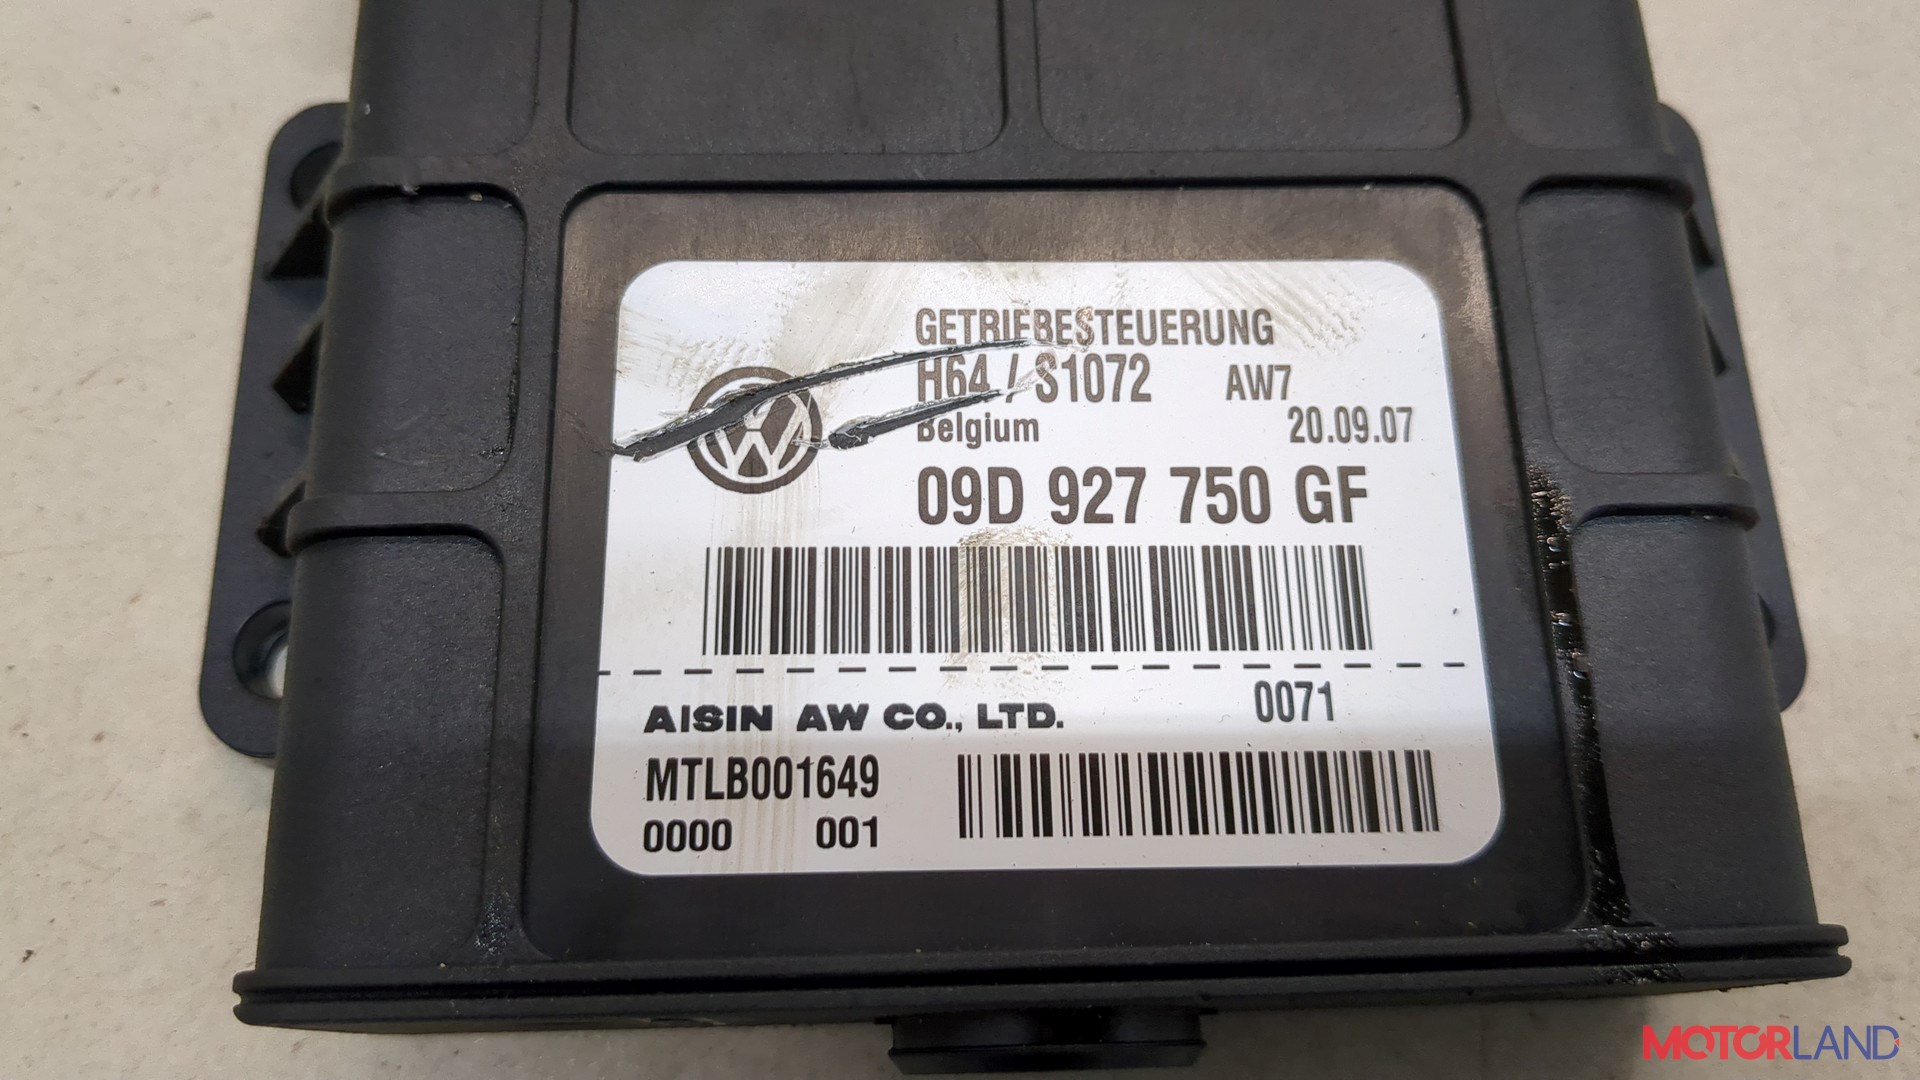 GETRIEBESTEUERUNG
H64 / S1072 AW7
Belgium 20.09.07
09D 927 750 GF
AISIN AW CO., LTD. 0071
MTLB001649
0000 001
MOTORLAND